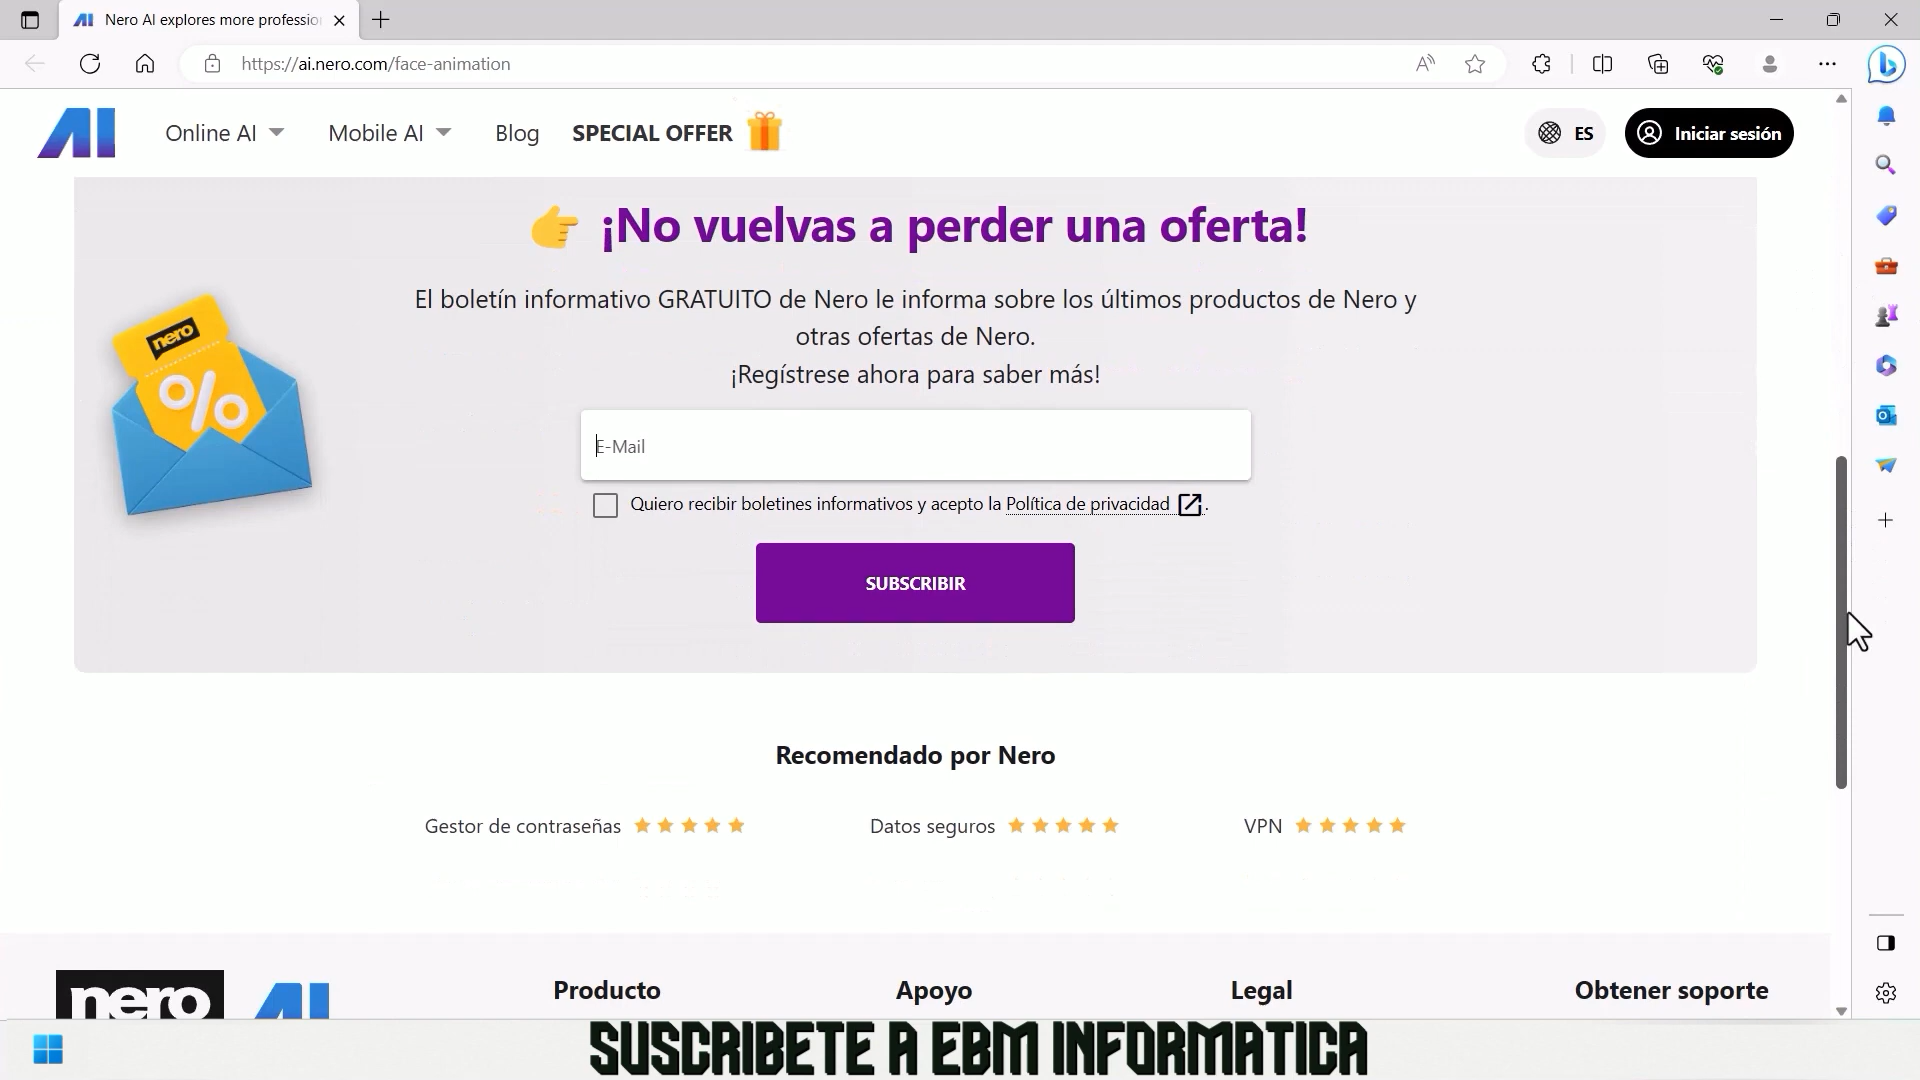 Nero AI explores more professio
https://ai.nero.com/face-animation
AI Online AI Mobile AI Blog SPECIAL OFFER ES Iniciar sesión
¡No vuelvas a perder una oferta!
El boletín informativo GRATUITO de Nero le informa sobre los últimos productos de Nero y
otras ofertas de Nero.
¡Regístrese ahora para saber más!
nero
%
E-Mail
Quiero recibir boletines informativos y acepto la Política de privacidad .
SUBSCRIBIR
Recomendado por Nero
Gestor de contraseñas Datos seguros VPN
nero AI Producto Apoyo Legal Obtener soporte
SUSCRIBETE A EBM INFORMATICA